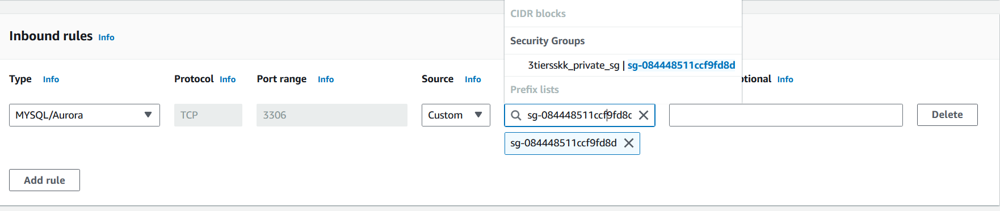 CIDR blocks
Inbound rules Info
Security Groups
3tiersskk_private_sg | sg-084448511ccf9fd8d
Type Info Protocol Info Port range Info Source Info tional Info
Prefix lists
MYSQL/Aurora TCP 3306 Custom sg-084448511ccf9fd8d Delete
sg-084448511ccf9fd8d
Add rule